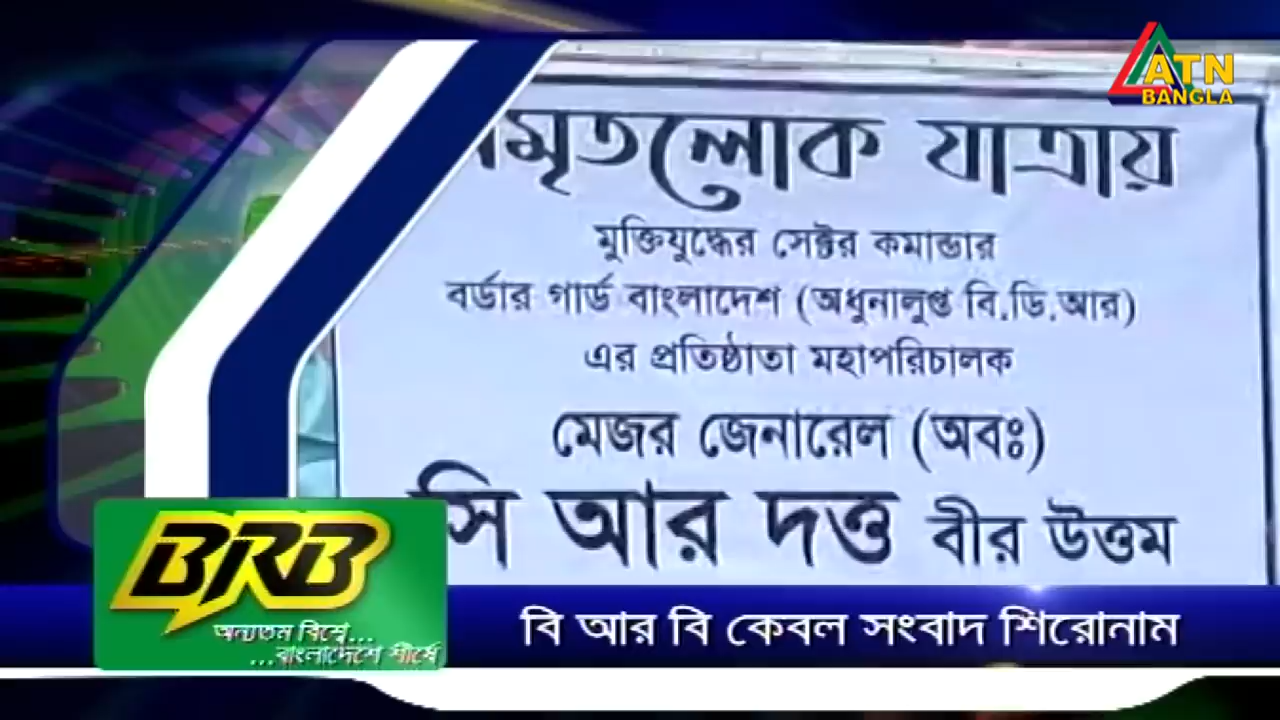 ATN
BANGLA
মৃতলোক যাত্রায়
মুক্তিযুদ্ধের সেক্টর কমান্ডার
বর্ডার গার্ড বাংলাদেশ (অধুনালুপ্ত বি.ডি.আর)
এর প্রতিষ্ঠাতা মহাপরিচালক
মেজর জেনারেল (অবঃ)
সি আর দত্ত বীর উত্তম
BRB
অন্যতম বিশ্বে...
...বাংলাদেশে শীর্ষে
বি আর বি কেবল সংবাদ শিরোনাম